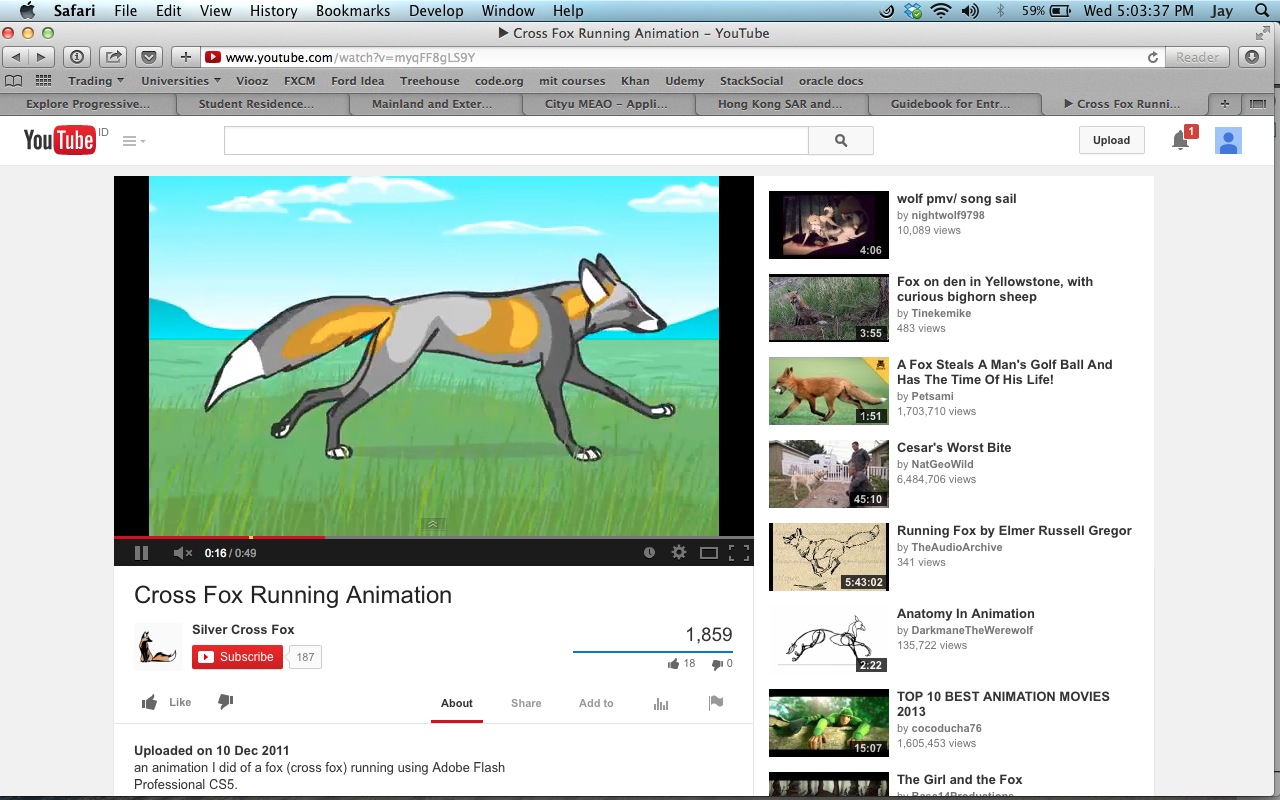 Safari File Edit View History Bookmarks Develop Window Help 59% Wed 5:03:37 PM Jay
Cross Fox Running Animation – YouTube
www.youtube.com/watch?v=myqFF8gLS9Y Reader
Trading Universities Viooz FXCM Ford Idea Treehouse code.org mit courses Khan Udemy StackSocial oracle docs
Explore Progressive... Student Residence... Mainland and Exter... Cityu MEAO – Appli... Hong Kong SAR and... Guidebook for Entr... Cross Fox Runni...
YouTube ID Upload 1
0:16 / 0:49
Cross Fox Running Animation
Silver Cross Fox
Subscribe 187
1,859
18 0
Like About Share Add to
Uploaded on 10 Dec 2011
an animation I did of a fox (cross fox) running using Adobe Flash
Professional CS5.
4:06
wolf pmv/ song sail
by nightwolf9798
10,089 views
3:55
Fox on den in Yellowstone, with
curious bighorn sheep
by Tinekemike
483 views
1:51
A Fox Steals A Man's Golf Ball And
Has The Time Of His Life!
by Petsami
1,703,710 views
45:10
Cesar's Worst Bite
by NatGeoWild
6,484,706 views
5:43:02
Running Fox by Elmer Russell Gregor
by TheAudioArchive
341 views
2:22
Anatomy In Animation
by DarkmaneTheWerewolf
135,722 views
15:07
TOP 10 BEST ANIMATION MOVIES
2013
by cocoducha76
1,605,453 views
The Girl and the Fox
by Base14Productions